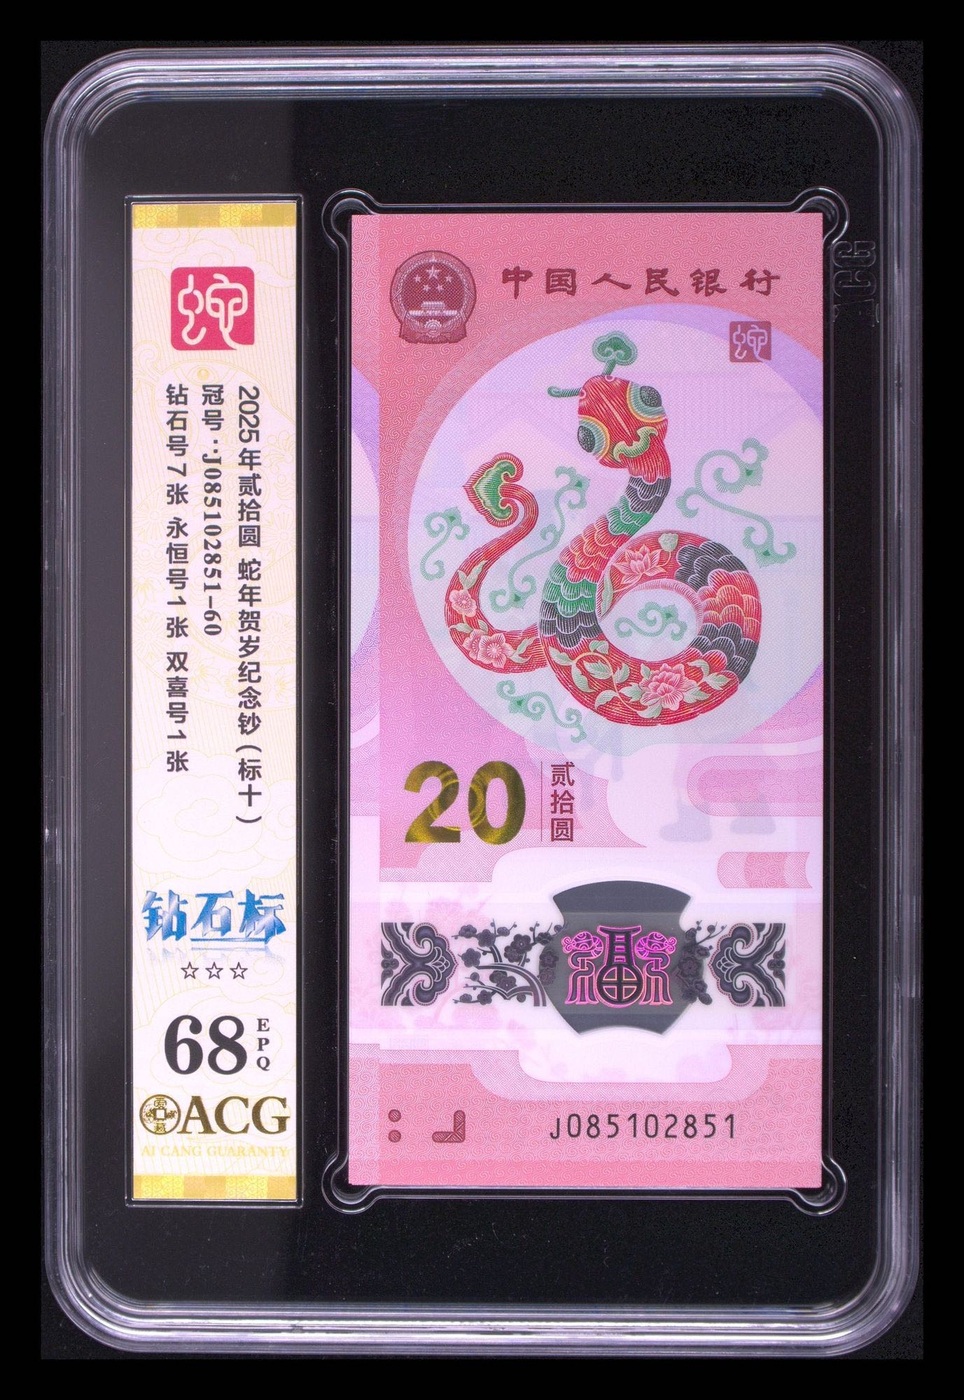 蛇
2025年贰拾圆 蛇年贺岁纪念钞（标十）
冠号：J085102851-60
钻石号7张 永恒号1张 双喜号1张
钻石标
☆☆☆
68 EPQ
ACG
AI CANG GUARANTY
中国人民银行
蛇
20 贰拾圆
福
J085102851